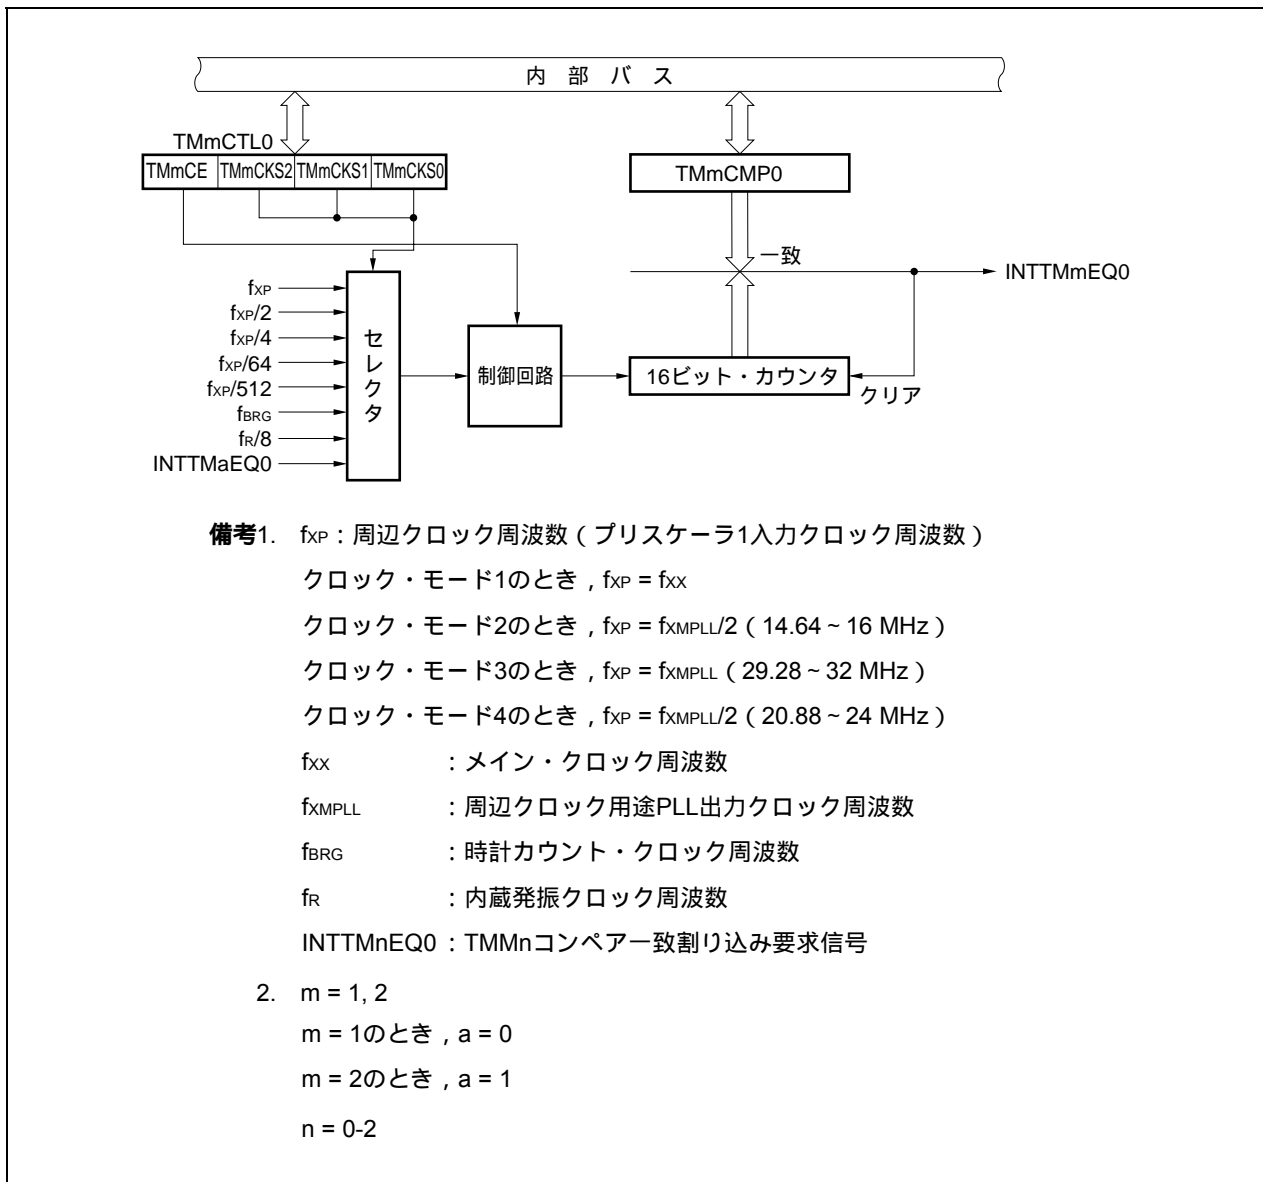 内 部 バ ス
TMmCTL0
TMmCE TMmCKS2 TMmCKS1 TMmCKS0
TMmCMP0
一致
INTTMmEQ0
fXP
fXP/2
fXP/4
fXP/64
fXP/512
fBRG
fR/8
INTTMaEQ0
セレクタ
制御回路
16ビット・カウンタ
クリア
備考1. fXP：周辺クロック周波数（プリスケーラ1入力クロック周波数）
クロック・モード1のとき，fXP = fXX
クロック・モード2のとき，fXP = fXMPLL/2（14.64～16 MHz）
クロック・モード3のとき，fXP = fXMPLL（29.28～32 MHz）
クロック・モード4のとき，fXP = fXMPLL/2（20.88～24 MHz）
fXX ：メイン・クロック周波数
fXMPLL ：周辺クロック用途PLL出力クロック周波数
fBRG ：時計カウント・クロック周波数
fR ：内蔵発振クロック周波数
INTTMnEQ0：TMMnコンペア一致割り込み要求信号
2. m = 1, 2
m = 1のとき，a = 0
m = 2のとき，a = 1
n = 0-2